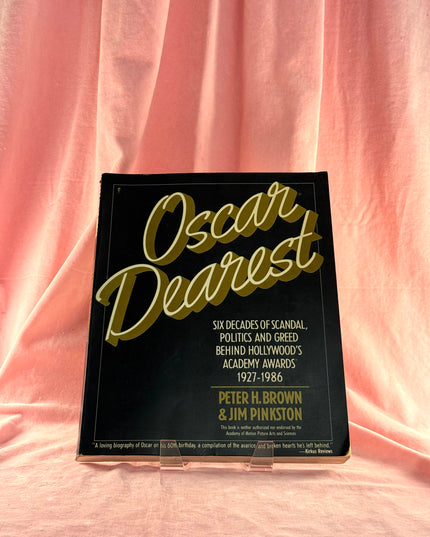 Oscar
Dearest
SIX DECADES OF SCANDAL,
POLITICS AND GREED
BEHIND HOLLYWOOD'S
ACADEMY AWARDS
1927-1986
PETER H. BROWN
& JIM PINKSTON
This book is neither authorized nor endorsed by the
Academy of Motion Picture Arts and Sciences
"A loving biography of Oscar on his 60th birthday, a compilation of the avarice and broken hearts he's left behind."
—Kirkus Reviews